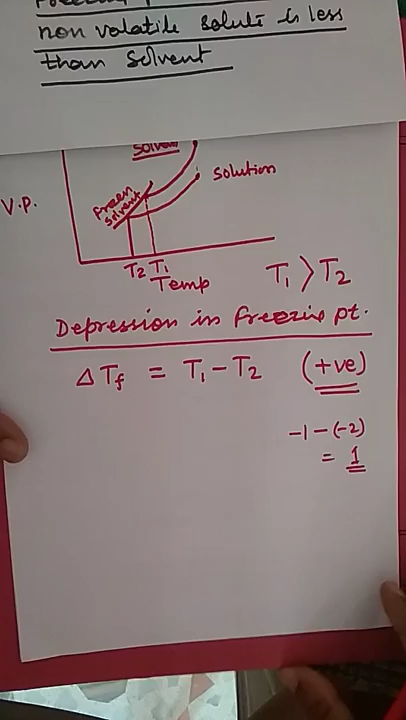 non volatile solute is less
than solvent
solvent
solution
V.P.
Frozen
solvent
T2 T1
Temp
T1 > T2
Depression in freezing pt.
ΔTf = T1 - T2 (+ve)
-1-(-2)
= 1